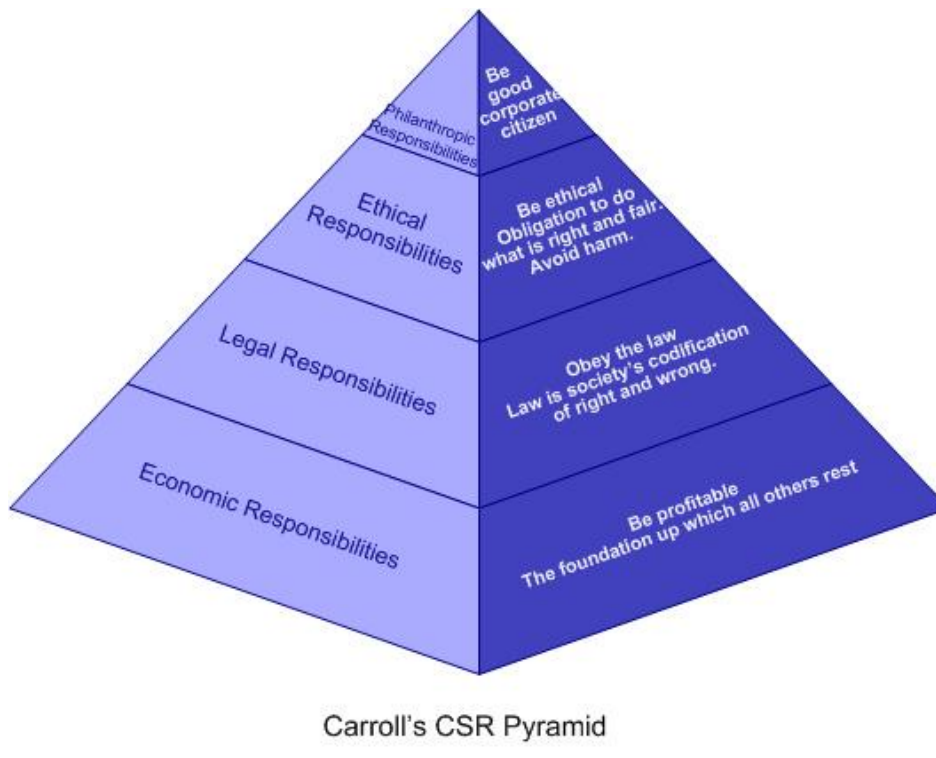 Philanthropic
Responsibilities
Be
good
corporate
citizen
Ethical
Responsibilities
Be ethical
Obligation to do
what is right and fair.
Avoid harm.
Legal Responsibilities
Obey the law
Law is society's codification
of right and wrong.
Economic Responsibilities
Be profitable
The foundation up which all others rest
Carroll's CSR Pyramid